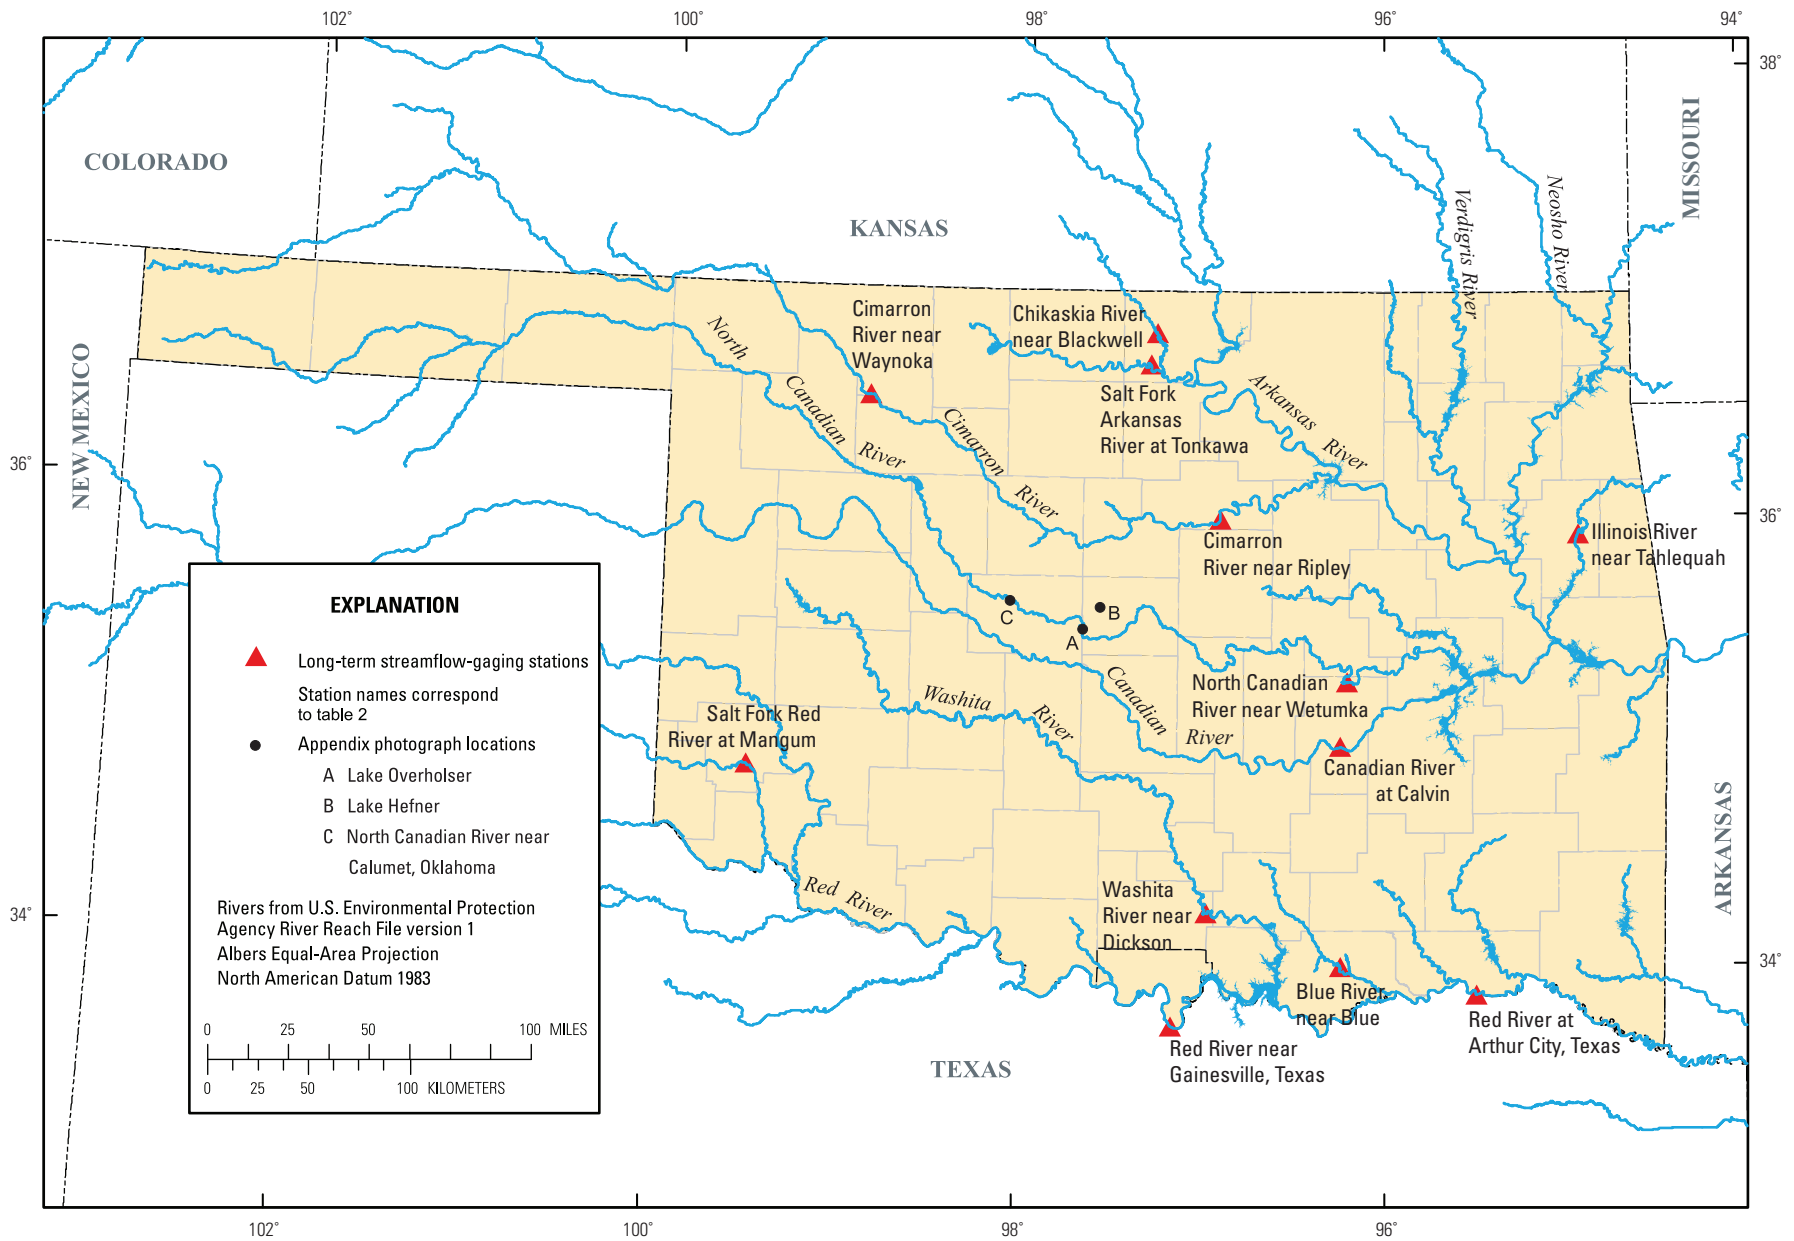 102°
100°
98°
96°
94°
38°
COLORADO
KANSAS
MISSOURI
Verdigris River
Neosho River
NEW MEXICO
North Canadian River
Cimarron
River near
Waynoka
Chikaskia River
near Blackwell
Salt Fork
Arkansas
River at Tonkawa
Arkansas River
Cimarron River
36°
36°
Cimarron
River near Ripley
Illinois River
near Tahlequah
C
B
A
EXPLANATION
Long-term streamflow-gaging stations
Station names correspond
to table 2
Appendix photograph locations
A Lake Overholser
B Lake Hefner
C North Canadian River near
Calumet, Oklahoma
Rivers from U.S. Environmental Protection
Agency River Reach File version 1
Albers Equal-Area Projection
North American Datum 1983
0 25 50 100 MILES
0 25 50 100 KILOMETERS
Washita River
Canadian River
North Canadian
River near Wetumka
Salt Fork Red
River at Mangum
Canadian River
at Calvin
ARKANSAS
Red River
Washita
River near
Dickson
34°
34°
Blue River
near Blue
Red River at
Arthur City, Texas
Red River near
Gainesville, Texas
TEXAS
102°
100°
98°
96°